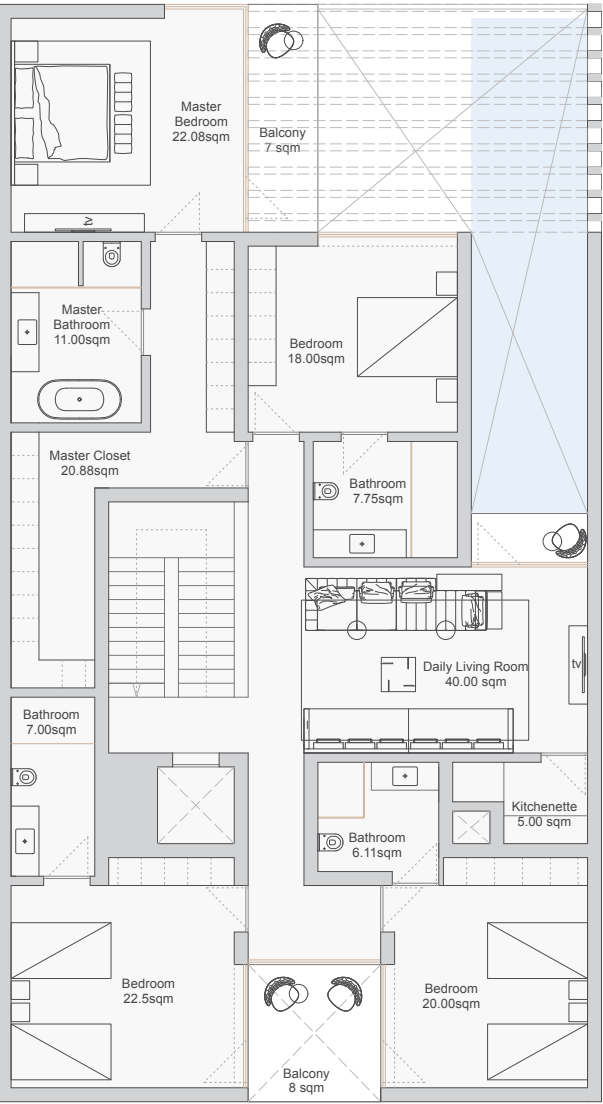 Master
Bedroom
22.08sqm
Balcony
7 sqm
tv
Master
Bathroom
11.00sqm
Bedroom
18.00sqm
Master Closet
20.88sqm
Bathroom
7.75sqm
Daily Living Room
40.00 sqm
tv
Bathroom
7.00sqm
Kitchenette
5.00 sqm
Bathroom
6.11sqm
Bedroom
22.5sqm
Bedroom
20.00sqm
Balcony
8 sqm